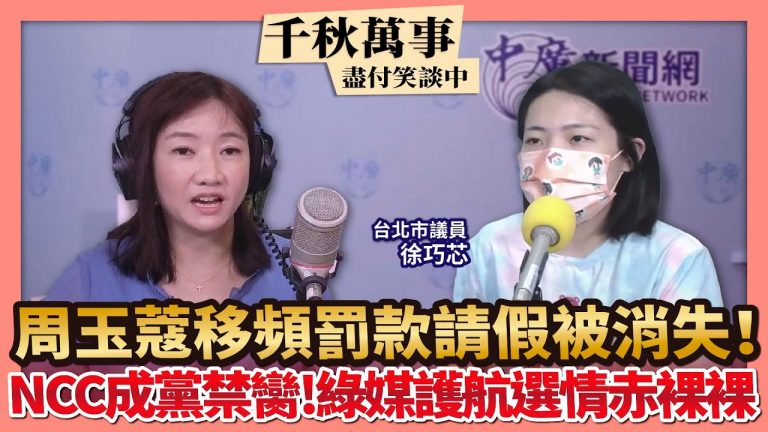 千秋萬事
盡付笑談中
中廣新聞網
NETWORK
中廣
台北市議員
徐巧芯
周玉蔻移頻罰款請假被消失!
NCC成黨禁臠!綠媒護航選情赤裸裸